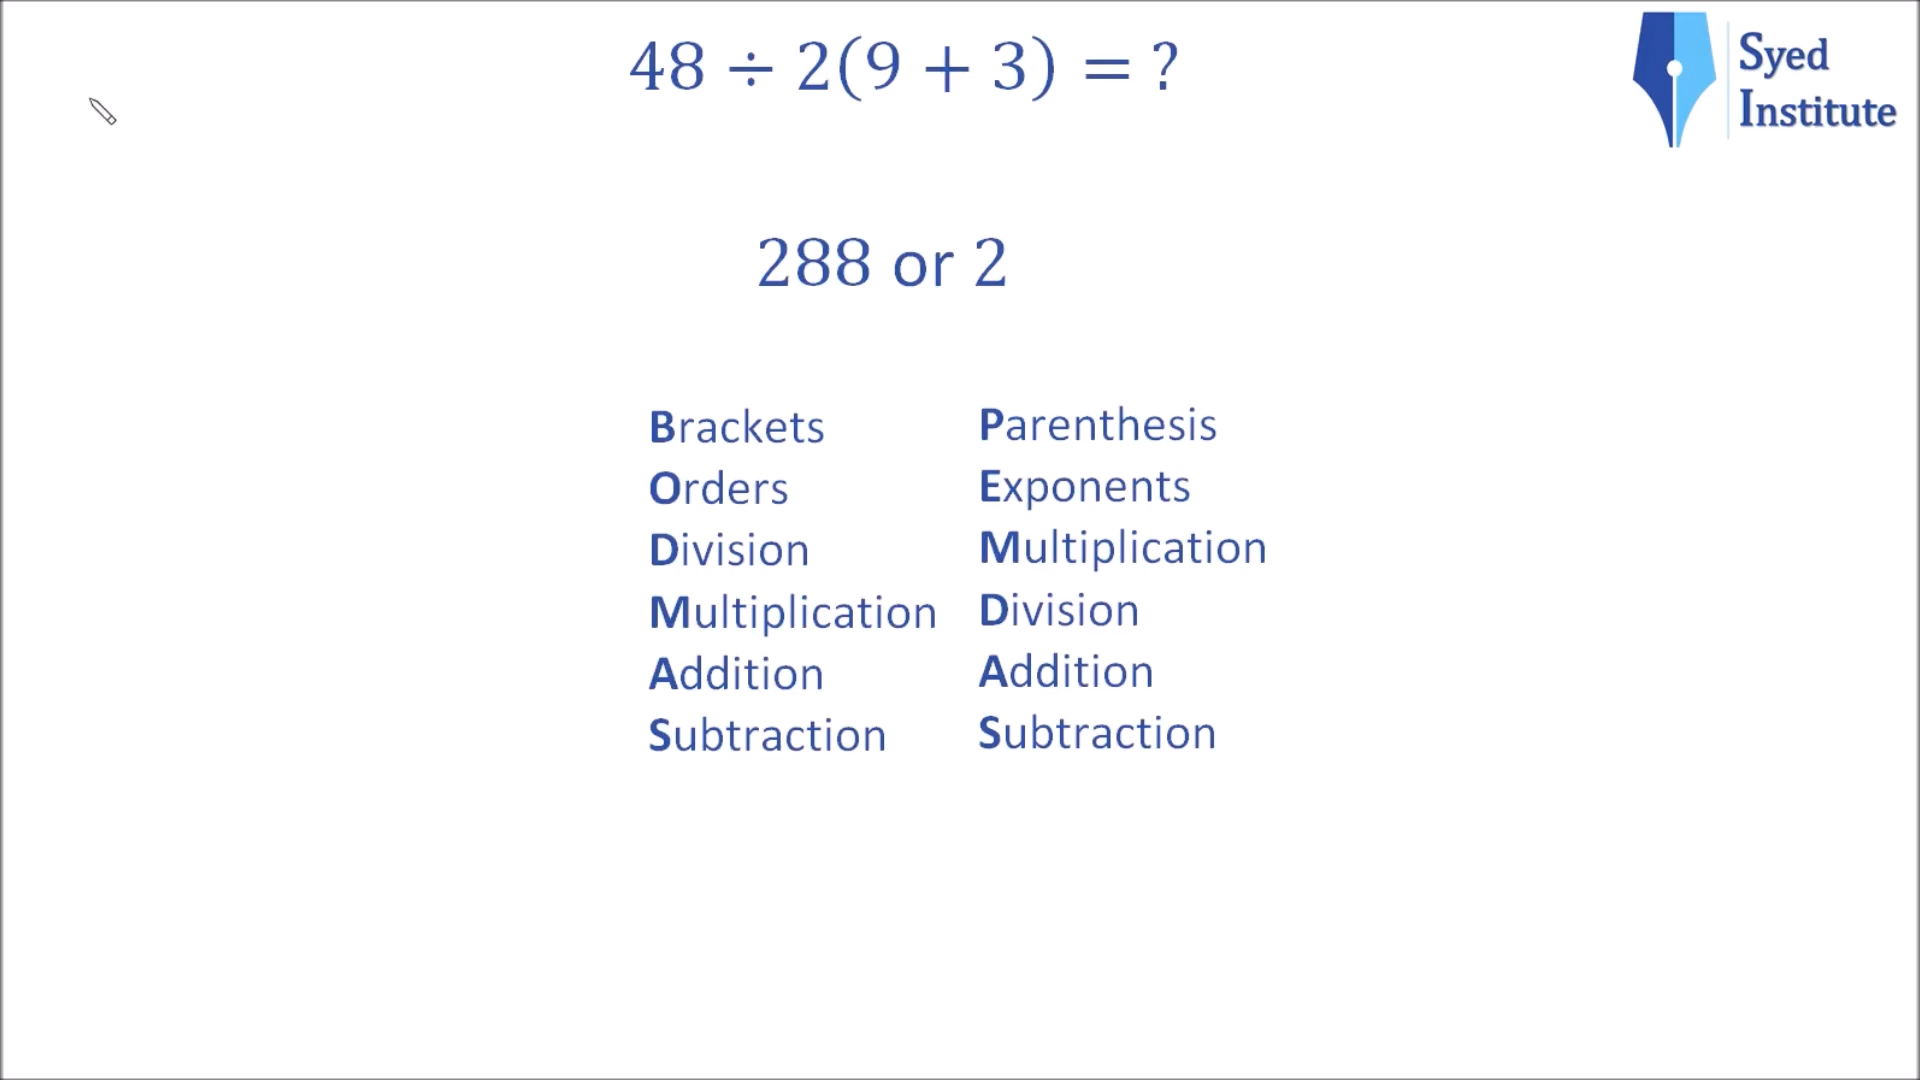 48 ÷ 2(9 + 3) = ?
Syed
Institute
288 or 2
Brackets
Orders
Division
Multiplication
Addition
Subtraction
Parenthesis
Exponents
Multiplication
Division
Addition
Subtraction